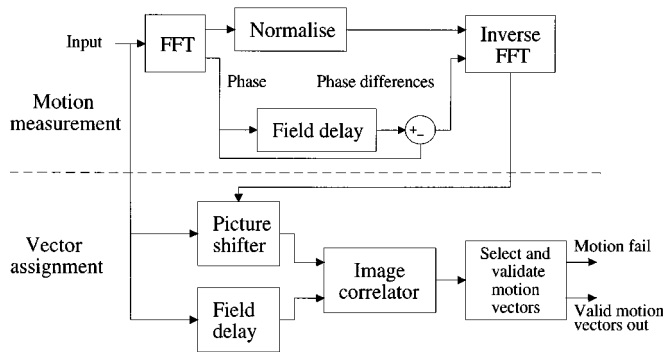 Input
FFT
Normalise
Inverse
FFT
Phase
Phase differences
Motion
measurement
Field delay
+
–
Vector
assignment
Picture
shifter
Field
delay
Image
correlator
Select and
validate
motion
vectors
Motion fail
Valid motion
vectors out